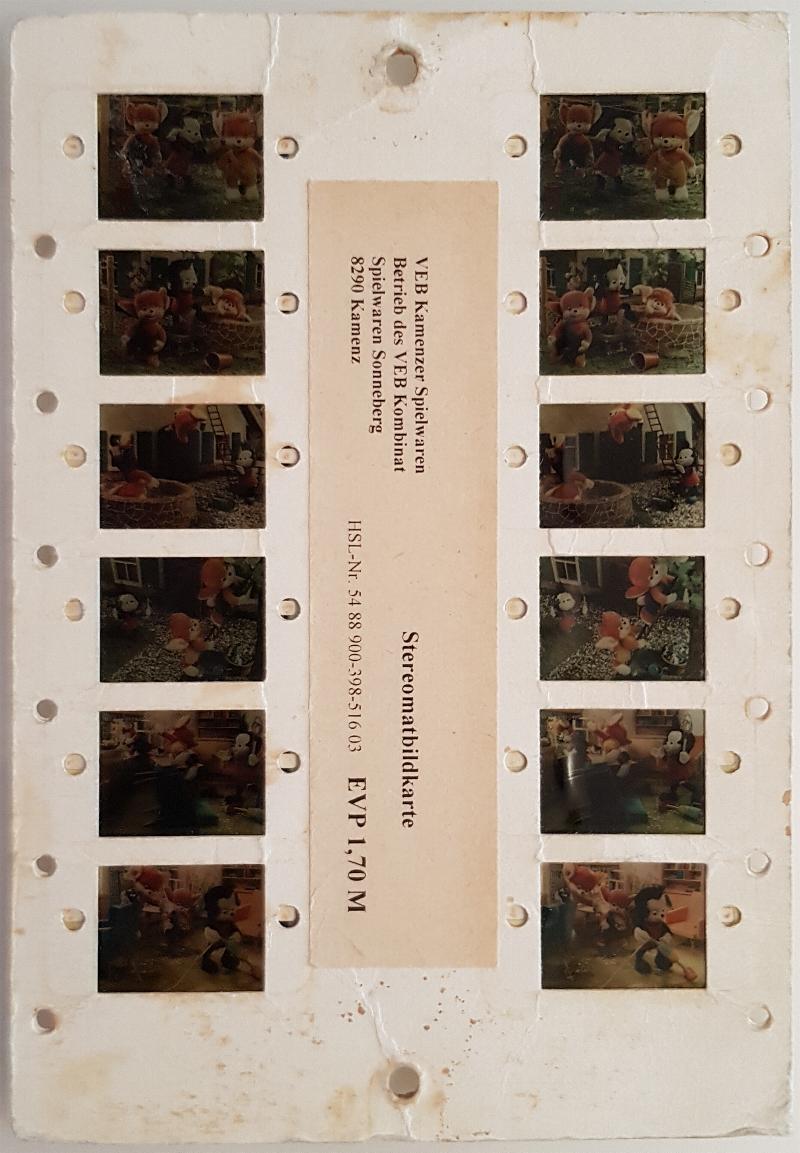 VEB Kamenzer Spielwaren
Betrieb des VEB Kombinat
Spielwaren Sonneberg
8290 Kamenz
Stereomatbildkarte
HSL-Nr. 54 88 900-398-516 03 EVP 1,70 M